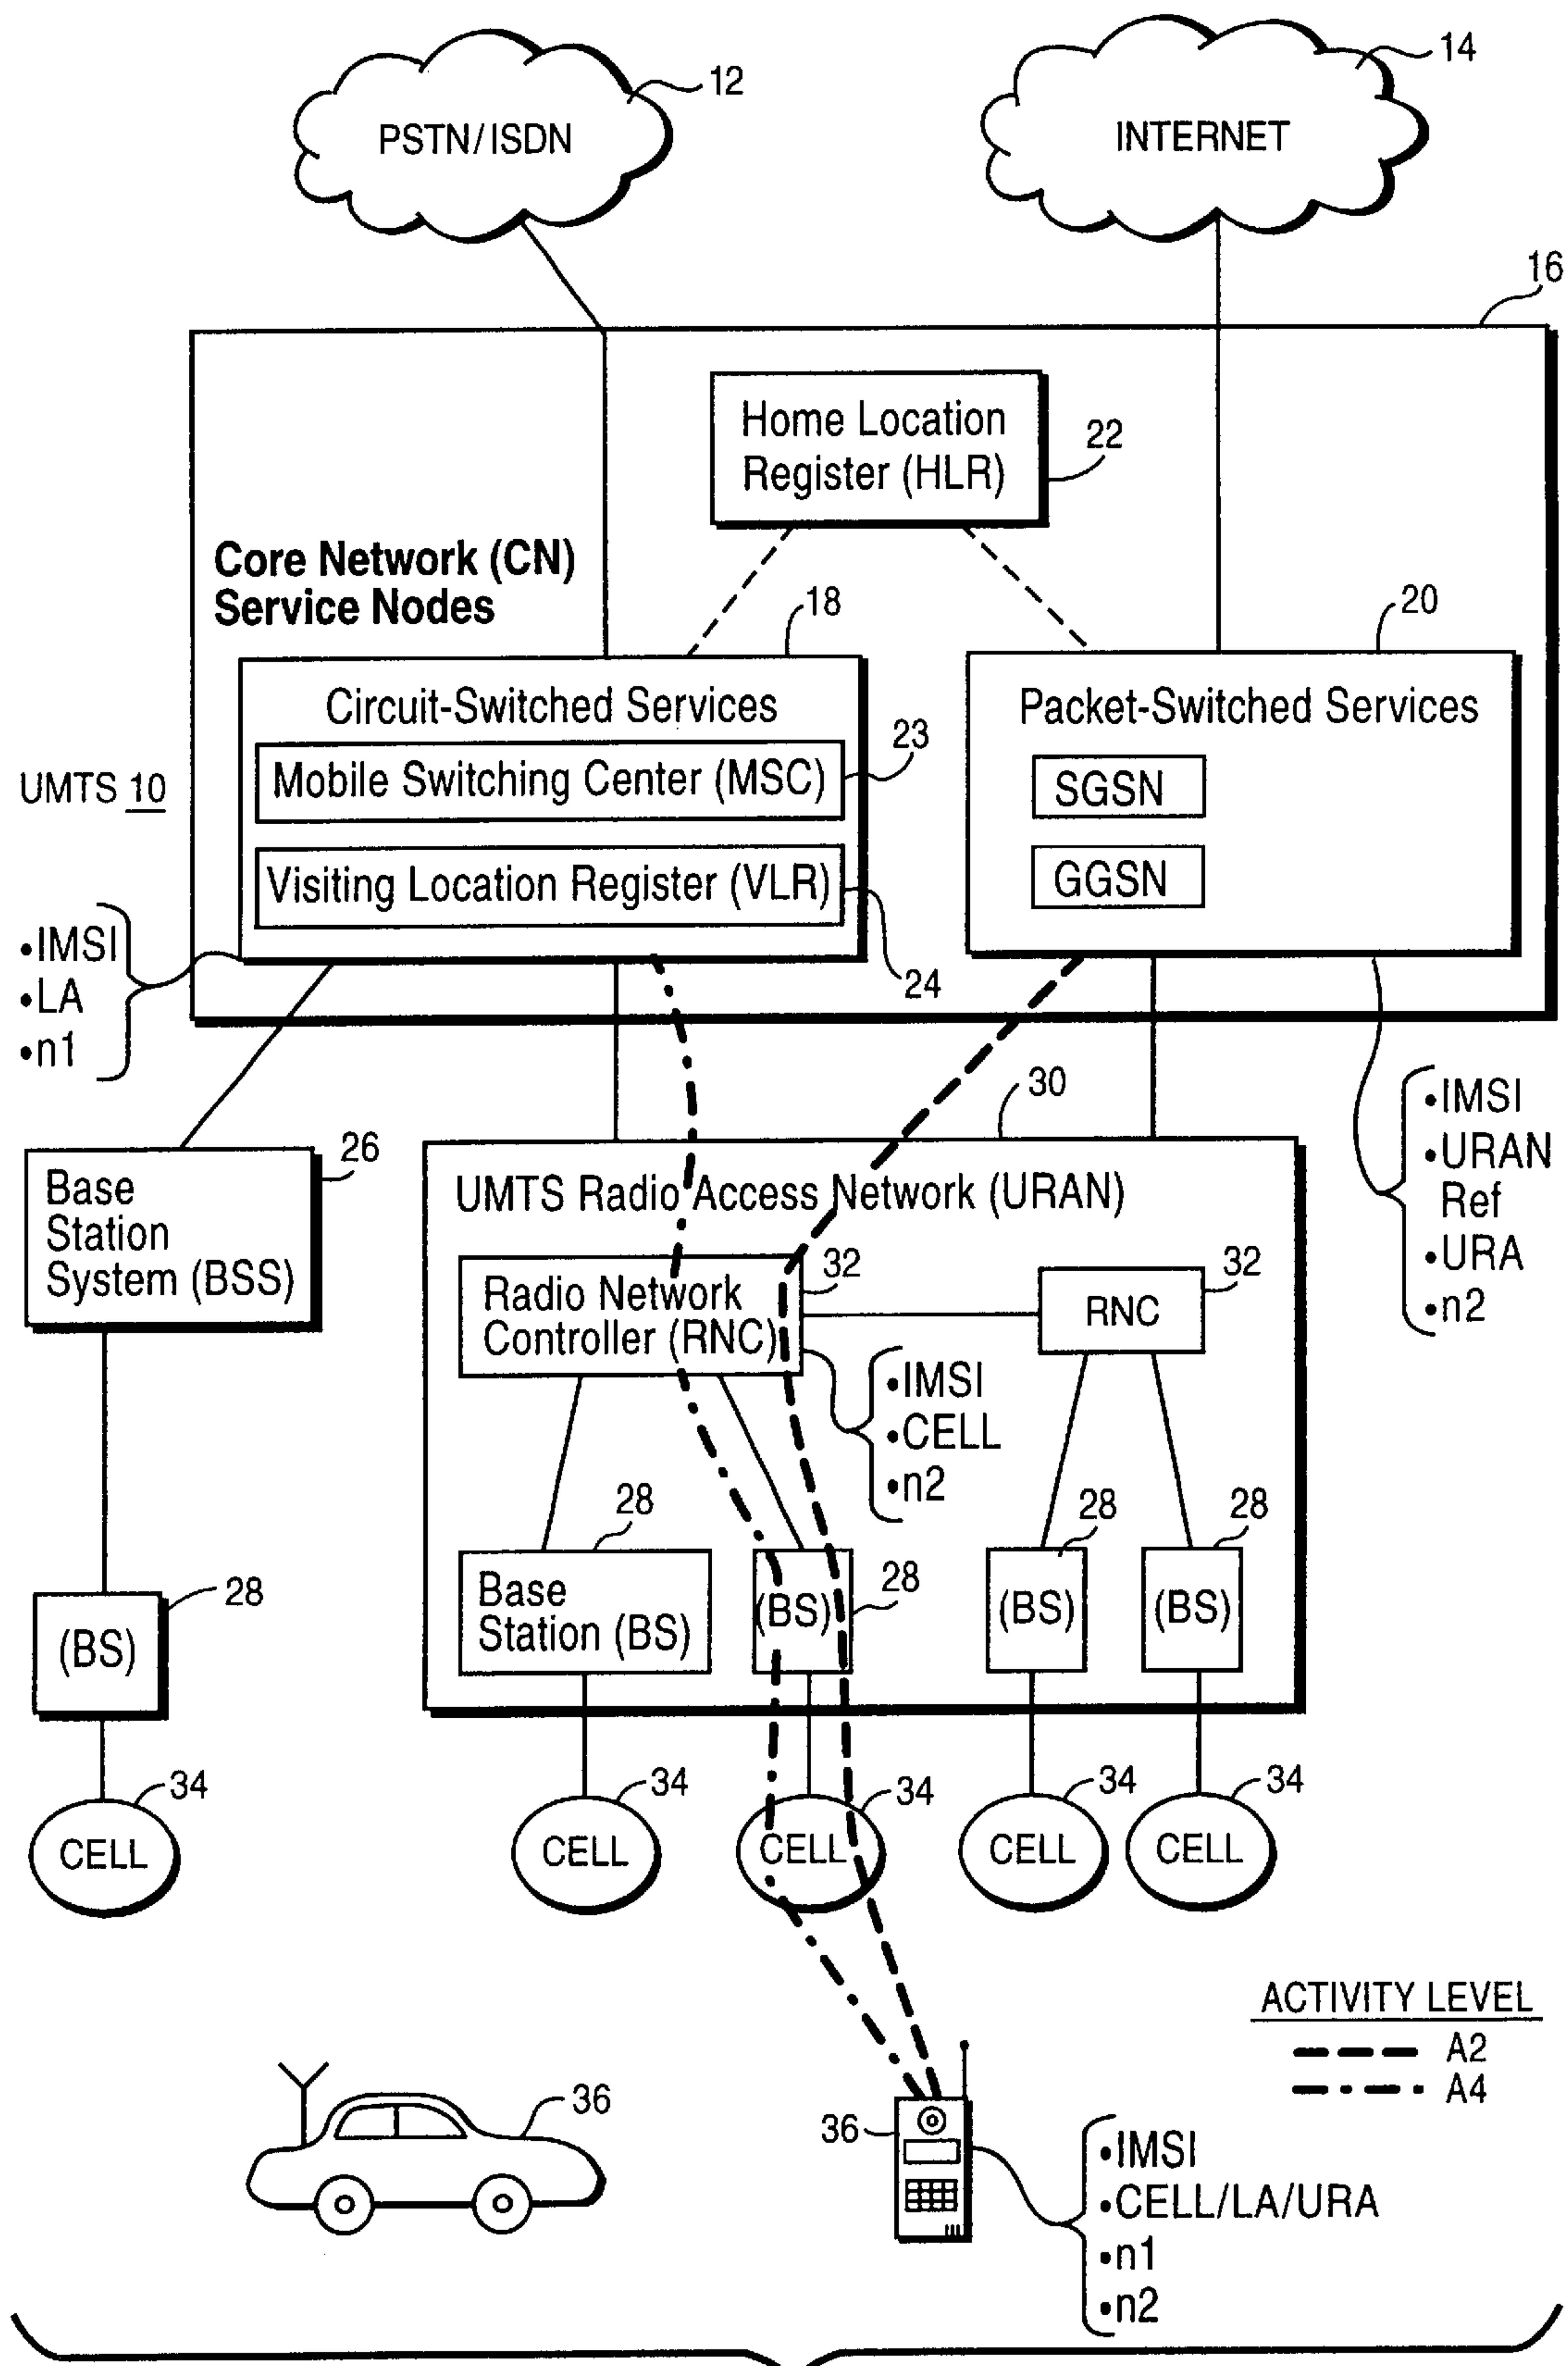 12
14
PSTN/ISDN
INTERNET
16
Home Location
Register (HLR)
22
Core Network (CN)
Service Nodes
18
20
Circuit-Switched Services
Packet-Switched Services
23
Mobile Switching Center (MSC)
SGSN
UMTS 10
Visiting Location Register (VLR)
GGSN
24
•IMSI
•LA
•n1
30
•IMSI
•URAN
Ref
•URA
•n2
26
Base
Station
System (BSS)
UMTS Radio Access Network (URAN)
32
Radio Network
Controller (RNC)
32
RNC
•IMSI
•CELL
•n2
28
Base
Station (BS)
28
(BS)
28
(BS)
28
(BS)
28
(BS)
34
CELL
34
CELL
34
CELL
34
CELL
34
CELL
ACTIVITY LEVEL
A2
A4
36
36
•IMSI
•CELL/LA/URA
•n1
•n2